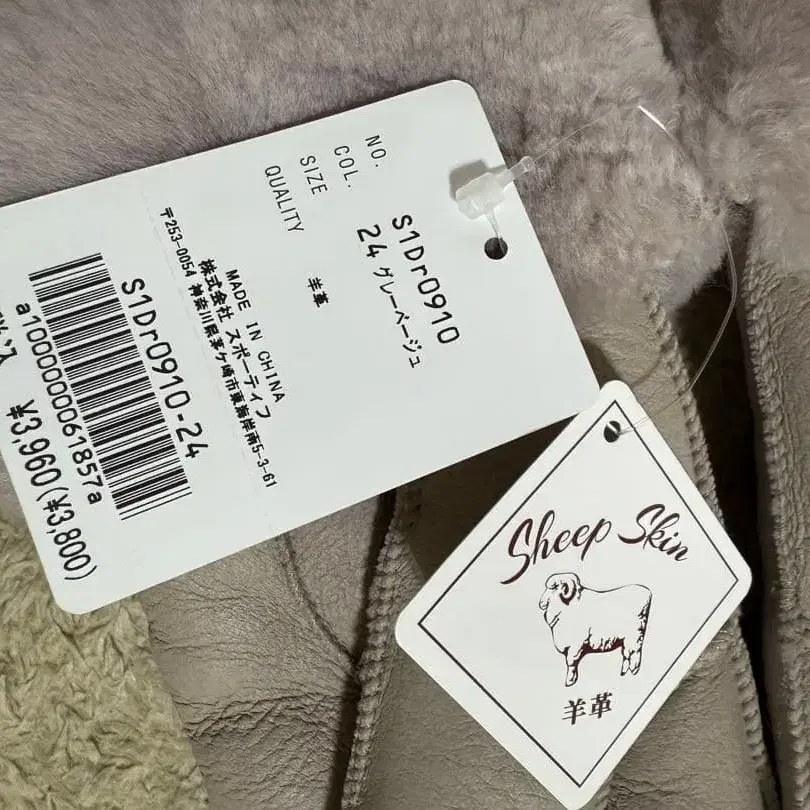 NO. S1Dr0910
COL. 24 グレーベージュ
SIZE
QUALITY 羊革
MADE IN CHINA
株式会社 スポーティフ
〒253-0054 神奈川県茅ケ崎市東海岸南5-3-61
S1Dr0910-24
a10000000061857a
¥3,990(¥3,800)
Sheep Skin
羊革